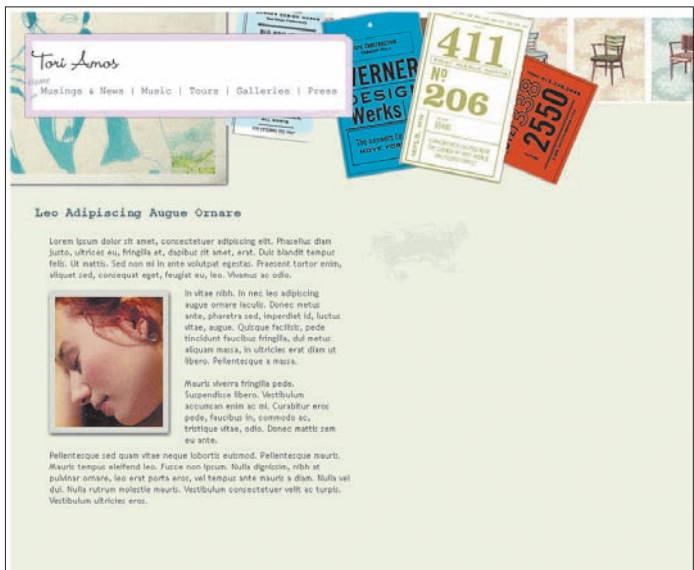 Tori Amos
Home
Musings & News | Music | Tours | Galleries | Press
ERNER
DESIGN
Werks
411
Nº
206
2550
Leo Adipiscing Augue Ornare
Lorem ipsum dolor sit amet, consectetuer adipiscing elit. Phasellus diam
justo, ultrices eu, fringilla et, dapibus sit amet, erat. Duis blandit tempus
felis. Ut mattis. Sed non mi in ante volutpat egestas. Praesent tortor enim,
aliquet sed, consequat eget, feugiat eu, leo. Vivamus ac odio.
In vitae nibh. In nec leo adipiscing
augue ornare iaculis. Donec metus
ante, pharetra sed, imperdiet id, luctus
vitae, augue. Quisque facilisis, pede
tincidunt faucibus fringilla, dui metus
aliquam massa, in ultricies erat diam ut
libero. Pellentesque a massa.
Mauris viverra fringilla pede.
Suspendisse libero. Vestibulum
accumsan enim ac mi. Curabitur eros
pede, faucibus in, commodo ac,
tristique vitae, odio. Donec mattis sem
eu ante.
Pellentesque sed quam vitae neque lobortis euismod. Pellentesque mauris.
Mauris tempus eleifend leo. Fusce non ipsum. Nulla dignissim, nibh at
pulvinar ornare, leo erat porta eros, vel tempus ante mauris a diam. Nulla vel
dui. Nulla rutrum molestie mauris. Vestibulum consectetuer velit ac turpis.
Vestibulum ultricies eros.